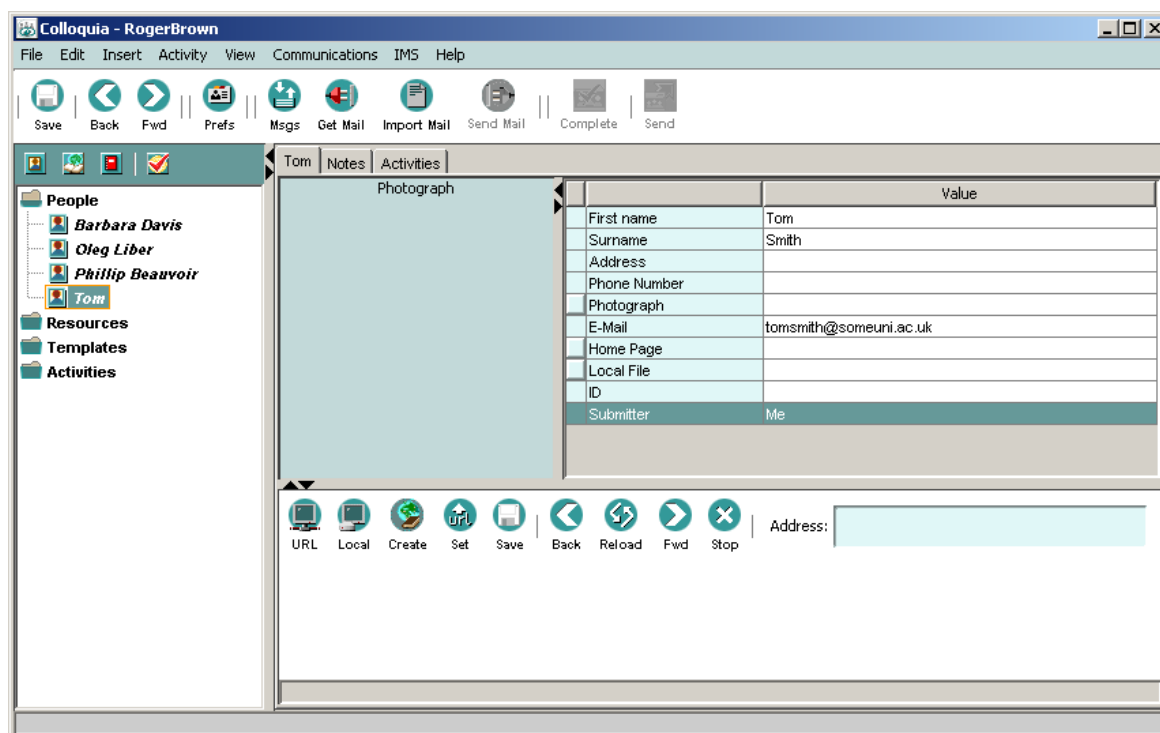 Colloquia - RogerBrown
File Edit Insert Activity View Communications IMS Help
Save Back Fwd Prefs Msgs Get Mail Import Mail Send Mail Complete Send
People
Barbara Davis
Oleg Liber
Phillip Beauvoir
Tom
Resources
Templates
Activities
Tom Notes Activities
Photograph
Value
First name Tom
Surname Smith
Address
Phone Number
Photograph
E-Mail tomsmith@someuni.ac.uk
Home Page
Local File
ID
Submitter Me
url
URL Local Create Set Save Back Reload Fwd Stop Address: